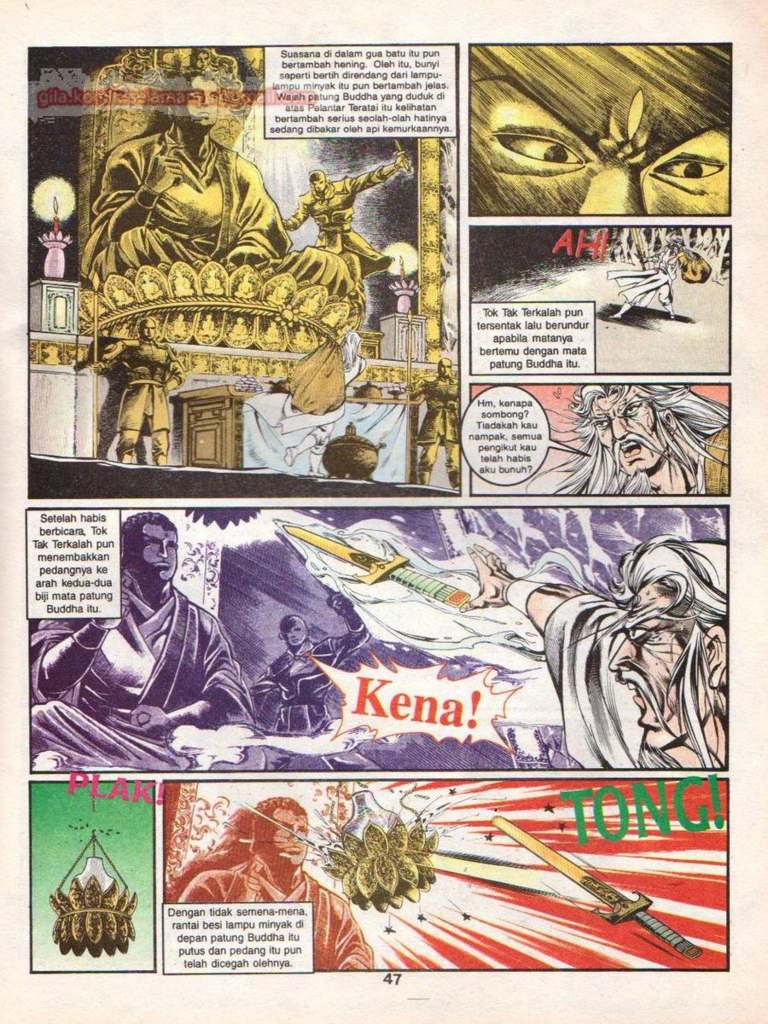 Suasana di dalam gua batu itu pun
bertambah hening. Oleh itu, bunyi
seperti bertih direndang dari lampu-
lampu minyak itu pun bertambah jelas.
Wajah patung Buddha yang duduk di
atas Pelantar Teratai itu kelihatan
bertambah serius seolah-olah hatinya
sedang dibakar oleh api kemurkaannya.
AH!
Tok Tak Terkalah pun
tersentak lalu berundur
apabila matanya
bertemu dengan mata
patung Buddha itu.
Hm, kenapa
sombong?
Tiadakah kau
nampak, semua
pengikut kau
telah habis
aku bunuh?
Setelah habis
berbicara, Tok
Tak Terkalah pun
menembakkan
pedangnya ke
arah kedua-dua
biji mata patung
Buddha itu.
Kena!
PLAK!
TONG!
Dengan tidak semena-mena,
rantai besi lampu minyak di
depan patung Buddha itu
putus dan pedang itu pun
telah dicegah olehnya.
47